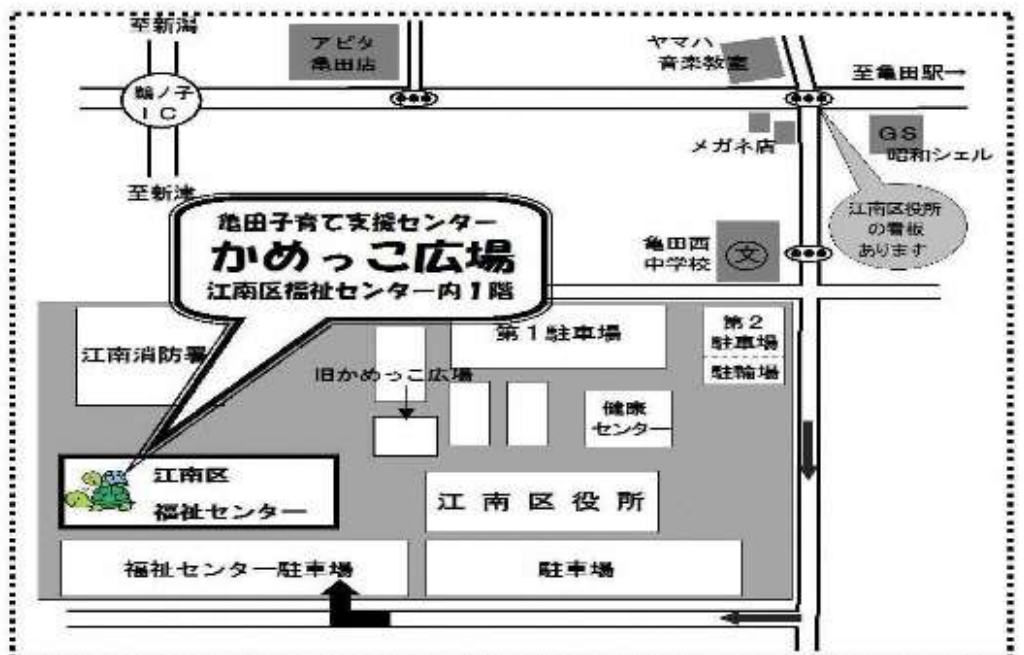 至新潟
アピタ
亀田店
ヤマハ
音楽教室
至亀田駅→
鵜ノ子
IC
メガネ店
GS
昭和シェル
至新津
江南区役所
の看板
あります
亀田子育て支援センター
かめっこ広場
江南区福祉センター内1階
亀田西
中学校
文
江南消防署
第1駐車場
第2
駐車場
駐輪場
旧かめっこ広場
健康
センター
江南区
福祉センター
江南区役所
福祉センター駐車場
駐車場